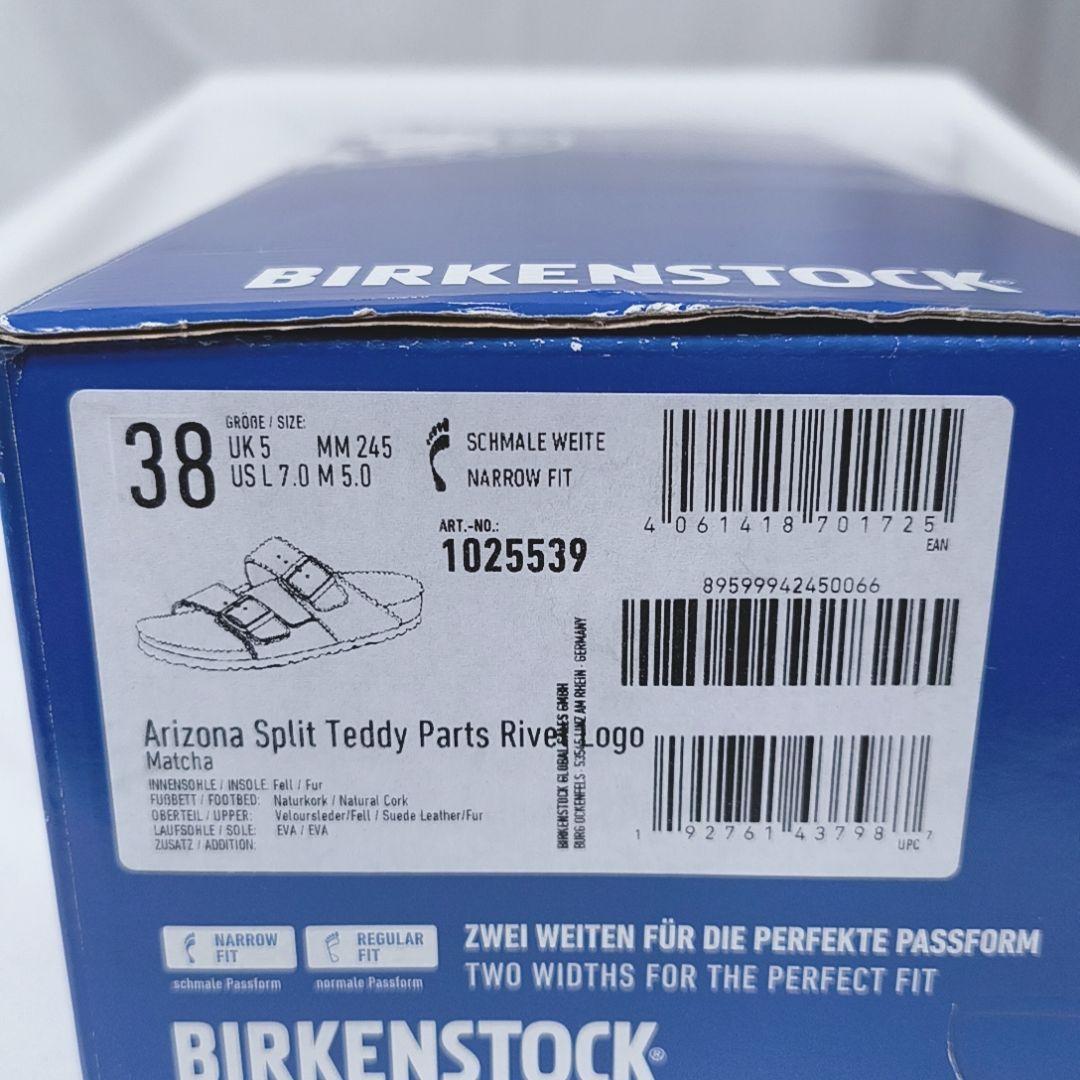 BIRKENSTOCK®
38
GRÖßE / SIZE:
UK 5 MM 245
US L 7.0 M 5.0
SCHMALE WEITE
NARROW FIT
ART.-NO.:
1025539
4 061418 701725
EAN
89599942450066
Arizona Split Teddy Parts Rivet Logo
Matcha
INNENSOHLE / INSOLE: Fell / Fur
FUßBETT / FOOTBED: Naturkork / Natural Cork
OBERTEIL / UPPER: Veloursleder/Fell / Suede Leather/Fur
LAUFSOHLE / SOLE: EVA / EVA
ZUSATZ / ADDITION:
BIRKENSTOCK GLOBAL SALES GMBH
BURG OCKENFELS · 53545 LINZ AM RHEIN · GERMANY
1 92761 43798 7
UPC
NARROW FIT
schmale Passform
REGULAR FIT
normale Passform
ZWEI WEITEN FÜR DIE PERFEKTE PASSFORM
TWO WIDTHS FOR THE PERFECT FIT
BIRKENSTOCK®